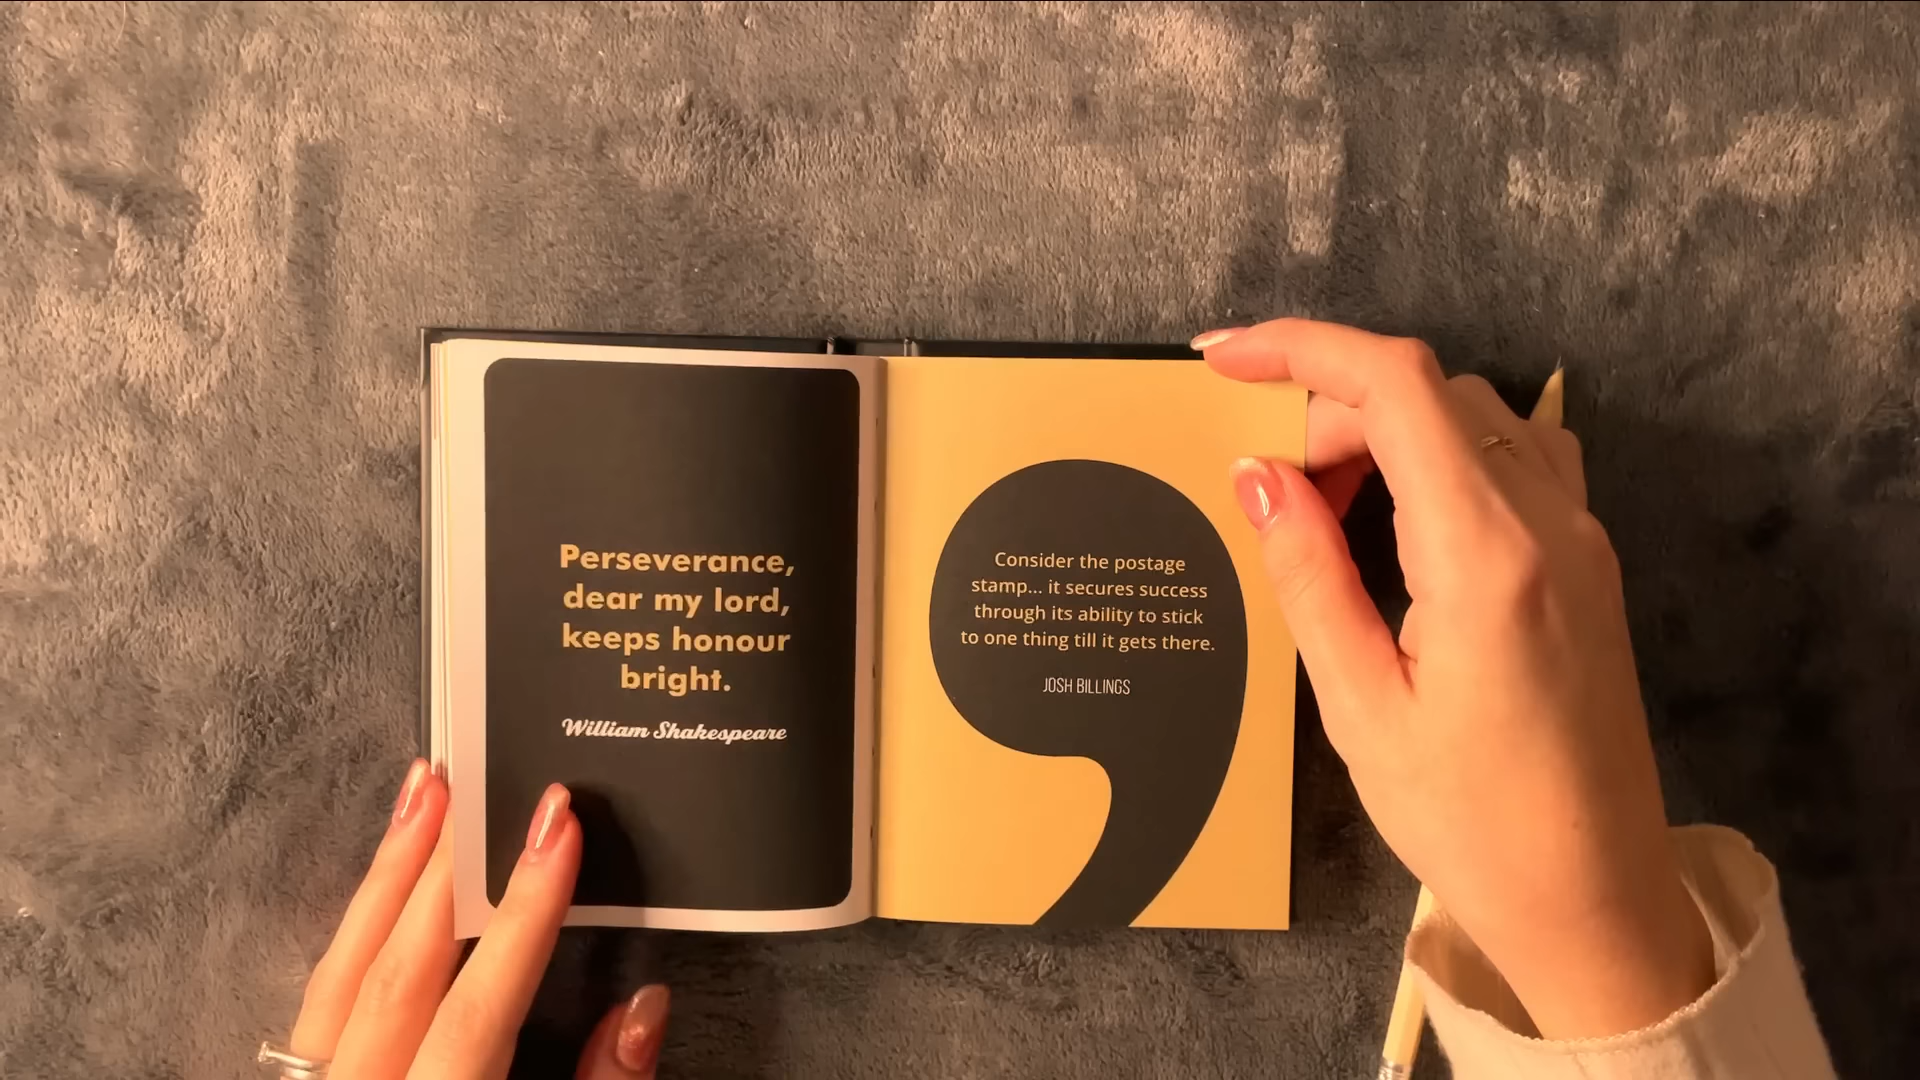 Perseverance,
dear my lord,
keeps honour
bright.
William Shakespeare
Consider the postage
stamp... it secures success
through its ability to stick
to one thing till it gets there.
JOSH BILLINGS